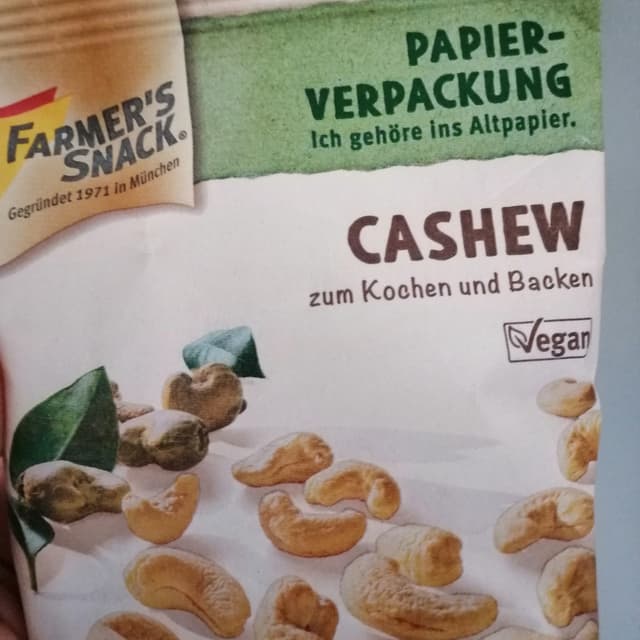 PAPIER-
VERPACKUNG
Ich gehöre ins Altpapier.
FARMER'S
SNACK®
Gegründet 1971 in München
CASHEW
zum Kochen und Backen
Vegan